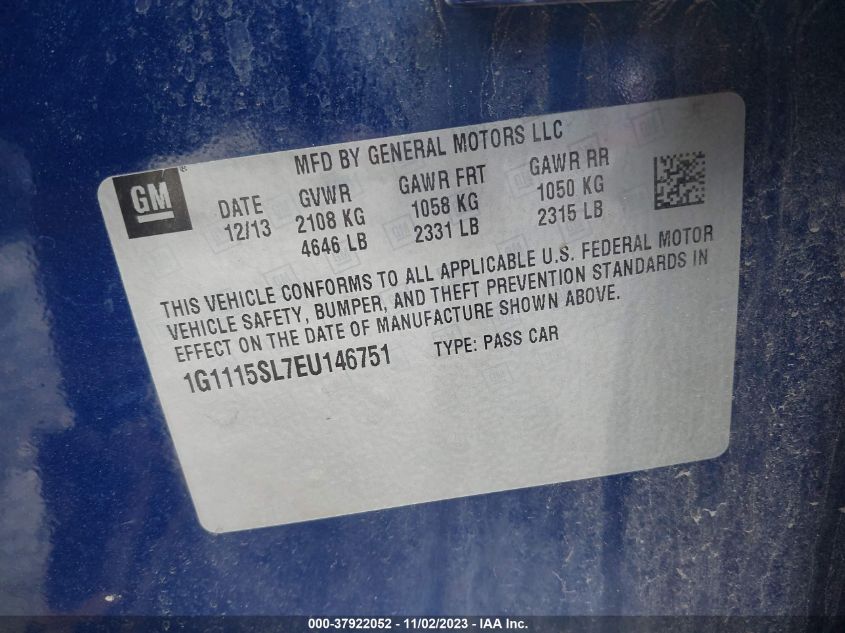 MFD BY GENERAL MOTORS LLC
GM ®
DATE GVWR GAWR FRT GAWR RR
12/13 2108 KG 1058 KG 1050 KG
4646 LB 2331 LB 2315 LB
THIS VEHICLE CONFORMS TO ALL APPLICABLE U.S. FEDERAL MOTOR
VEHICLE SAFETY, BUMPER, AND THEFT PREVENTION STANDARDS IN
EFFECT ON THE DATE OF MANUFACTURE SHOWN ABOVE.
1G1115SL7EU146751 TYPE: PASS CAR
000-37922052 - 11/02/2023 - IAA Inc.